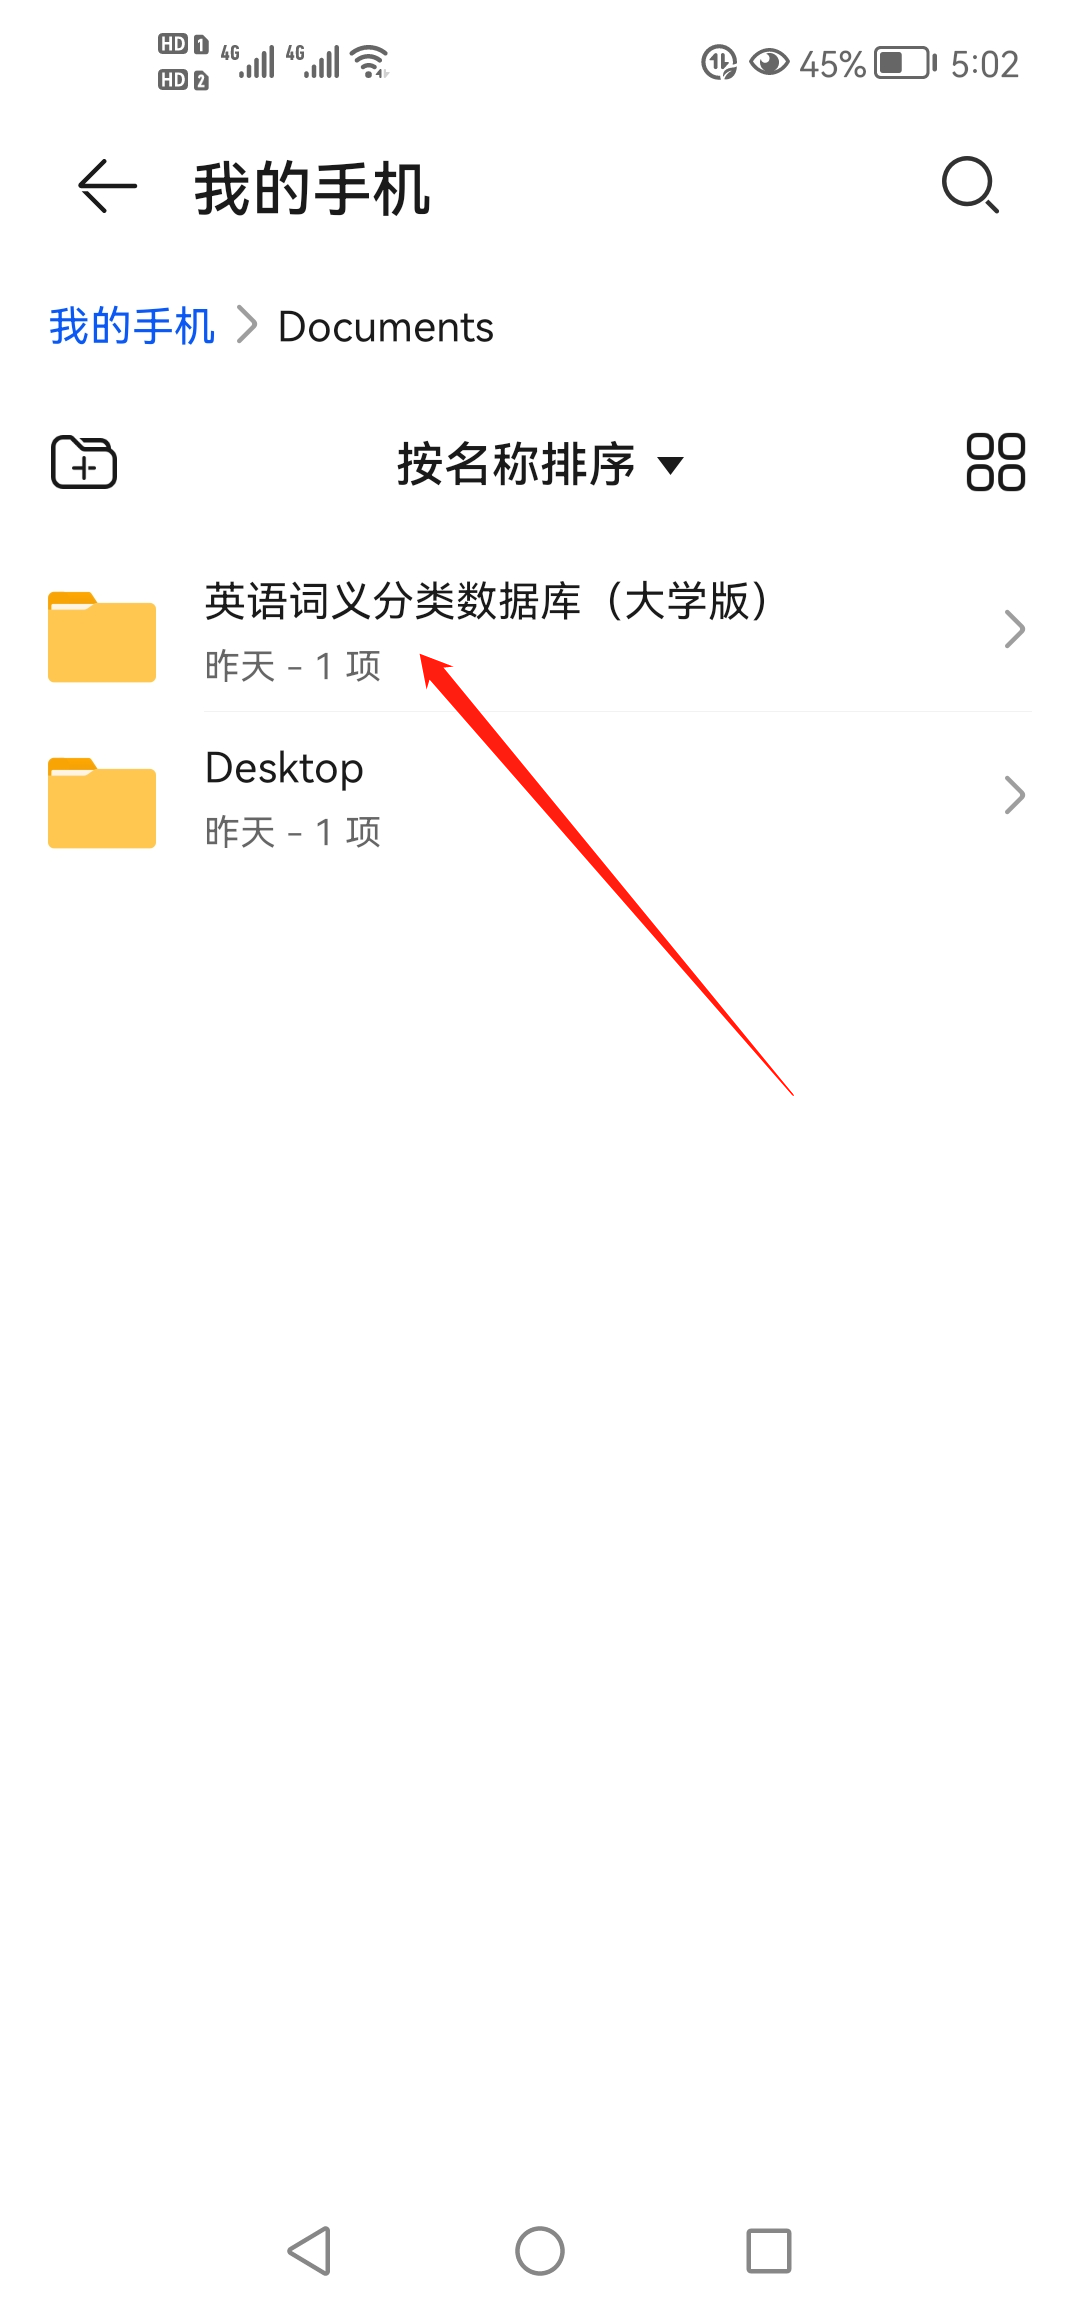 HD 1 4G 4G 45% 5:02
HD 2
我的手机
我的手机 Documents
按名称排序
英语词义分类数据库（大学版）
昨天 - 1 项
Desktop
昨天 - 1 项